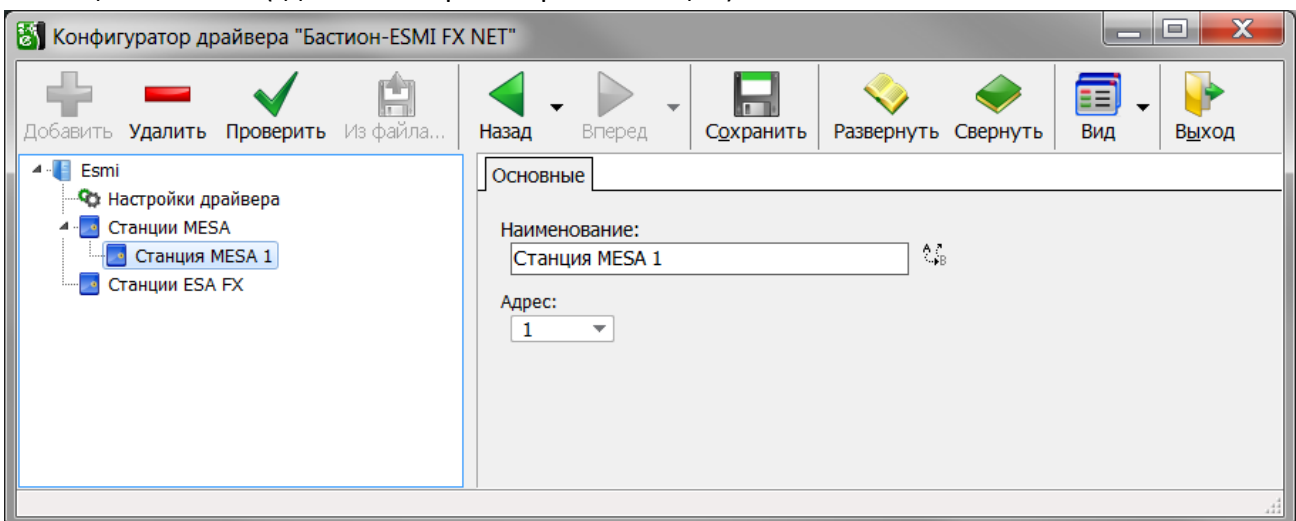 Конфигуратор драйвера "Бастион-ESMI FX NET"
Добавить Удалить Проверить Из файла... Назад Вперед Сохранить Развернуть Свернуть Вид Выход
Esmi
Настройки драйвера
Станции MESA
Станция MESA 1
Станции ESA FX
Основные
Наименование:
Станция MESA 1
Адрес:
1